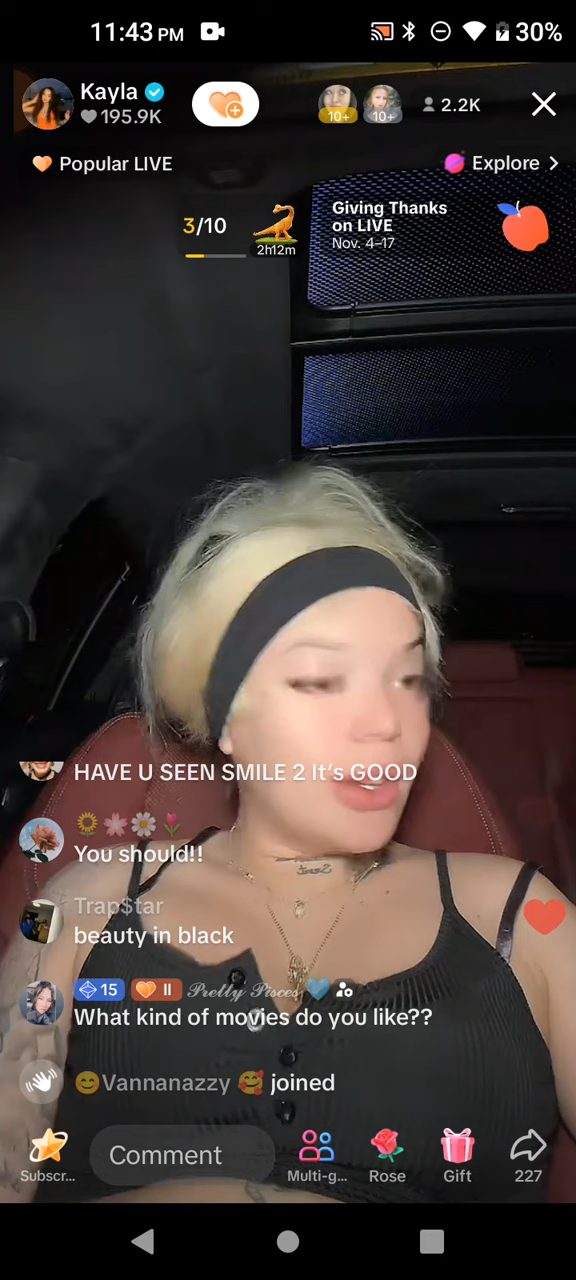 11:43 PM
30%
Kayla
195.9K
10+
10+
2.2K
Popular LIVE
Explore >
3/10
2h12m
Giving Thanks
on LIVE
Nov. 4–17
HAVE U SEEN SMILE 2 It's GOOD
🌻🌸🌼🌷
You should!!
Trap$tar
beauty in black
15 II 𝒫𝓇𝑒𝓉𝓉𝓎 𝒫𝒾𝓈𝒸𝑒𝓈 🩵
What kind of movies do you like??
😊Vannanazzy 🥰 joined
Subscr...
Comment
Multi-g...
Rose
Gift
227